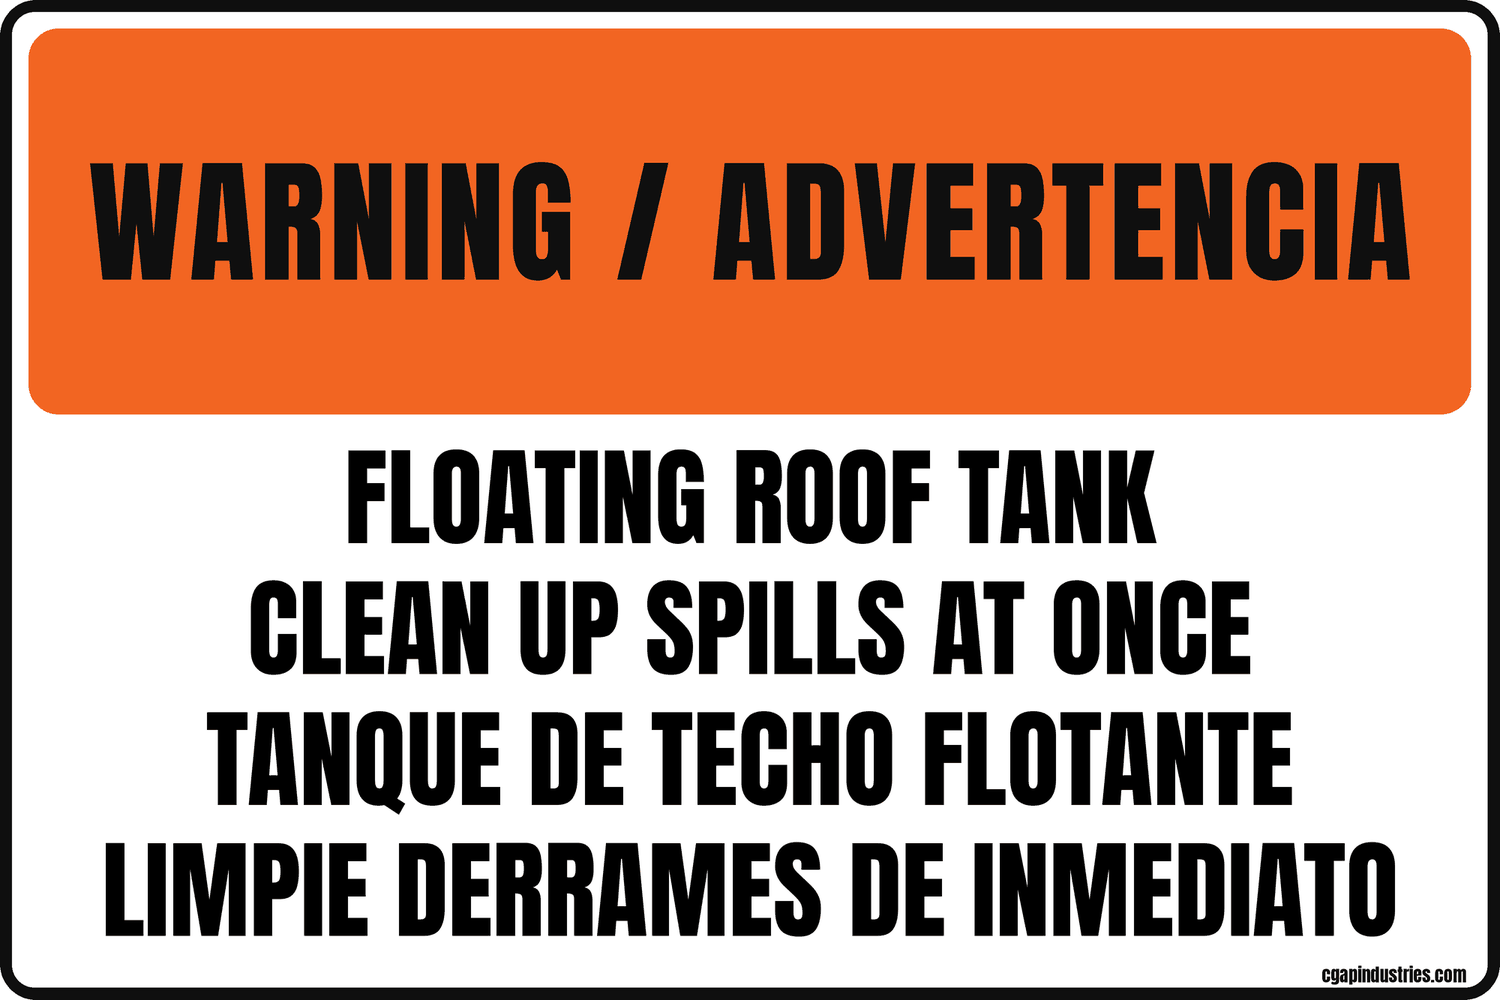 WARNING / ADVERTENCIA
FLOATING ROOF TANK
CLEAN UP SPILLS AT ONCE
TANQUE DE TECHO FLOTANTE
LIMPIE DERRAMES DE INMEDIATO
cgapindustries.com